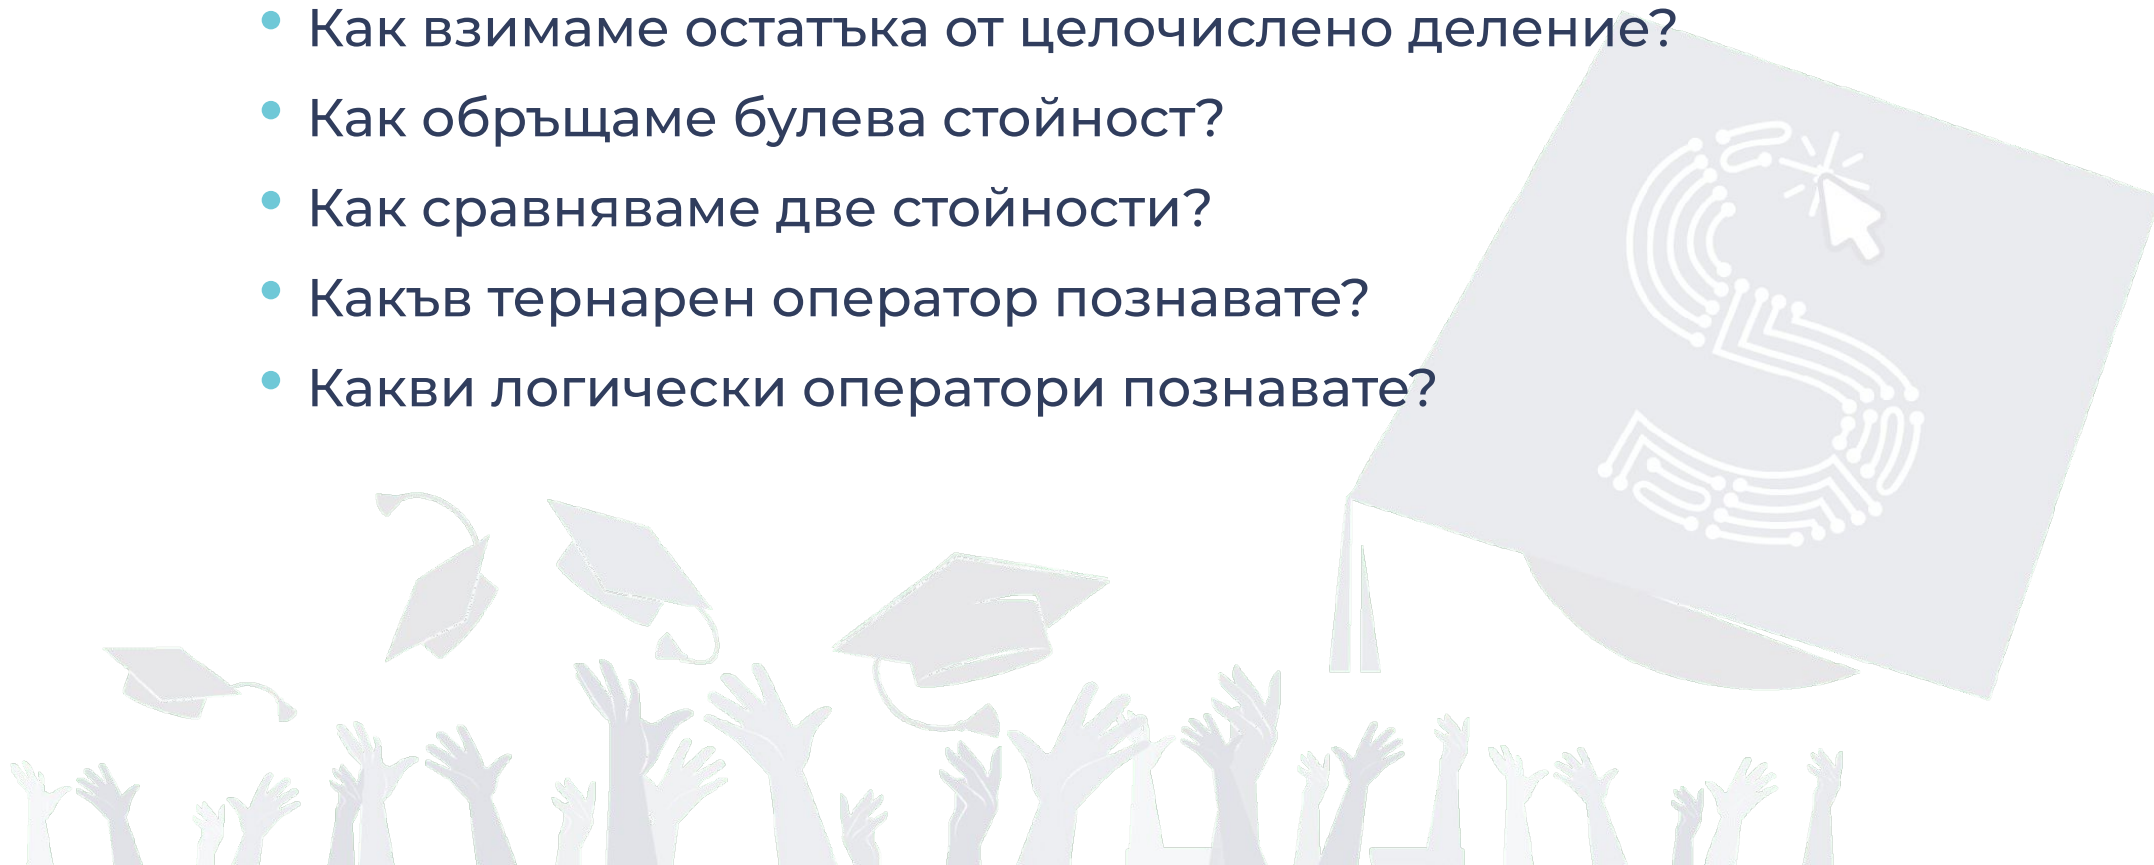 • Как взимаме остатъка от целочислено деление?
• Как обръщаме булева стойност?
• Как сравняваме две стойности?
• Какъв тернарен оператор познавате?
• Какви логически оператори познавате?